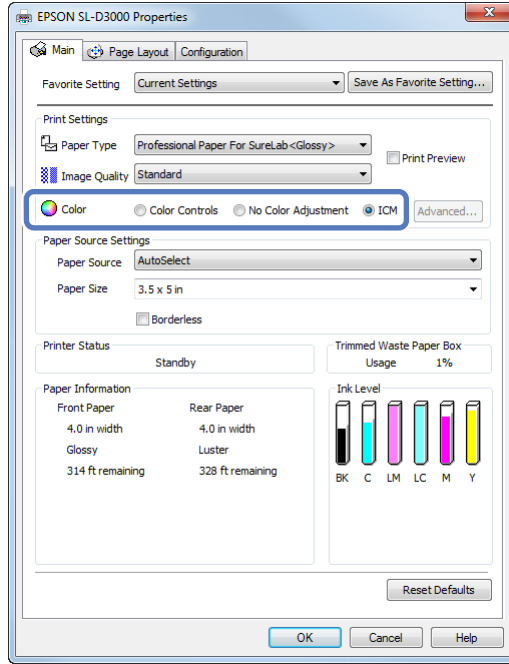 EPSON SL-D3000 Properties
Main Page Layout Configuration
Favorite Setting Current Settings Save As Favorite Setting...
Print Settings
Paper Type Professional Paper For SureLab<Glossy>
Print Preview
Image Quality Standard
Color Color Controls No Color Adjustment ICM Advanced...
Paper Source Settings
Paper Source AutoSelect
Paper Size 3.5 x 5 in
Borderless
Printer Status Trimmed Waste Paper Box
Standby Usage 1%
Paper Information Ink Level
Front Paper Rear Paper
4.0 in width 4.0 in width
Glossy Luster
314 ft remaining 328 ft remaining
BK C LM LC M Y
Reset Defaults
OK Cancel Help